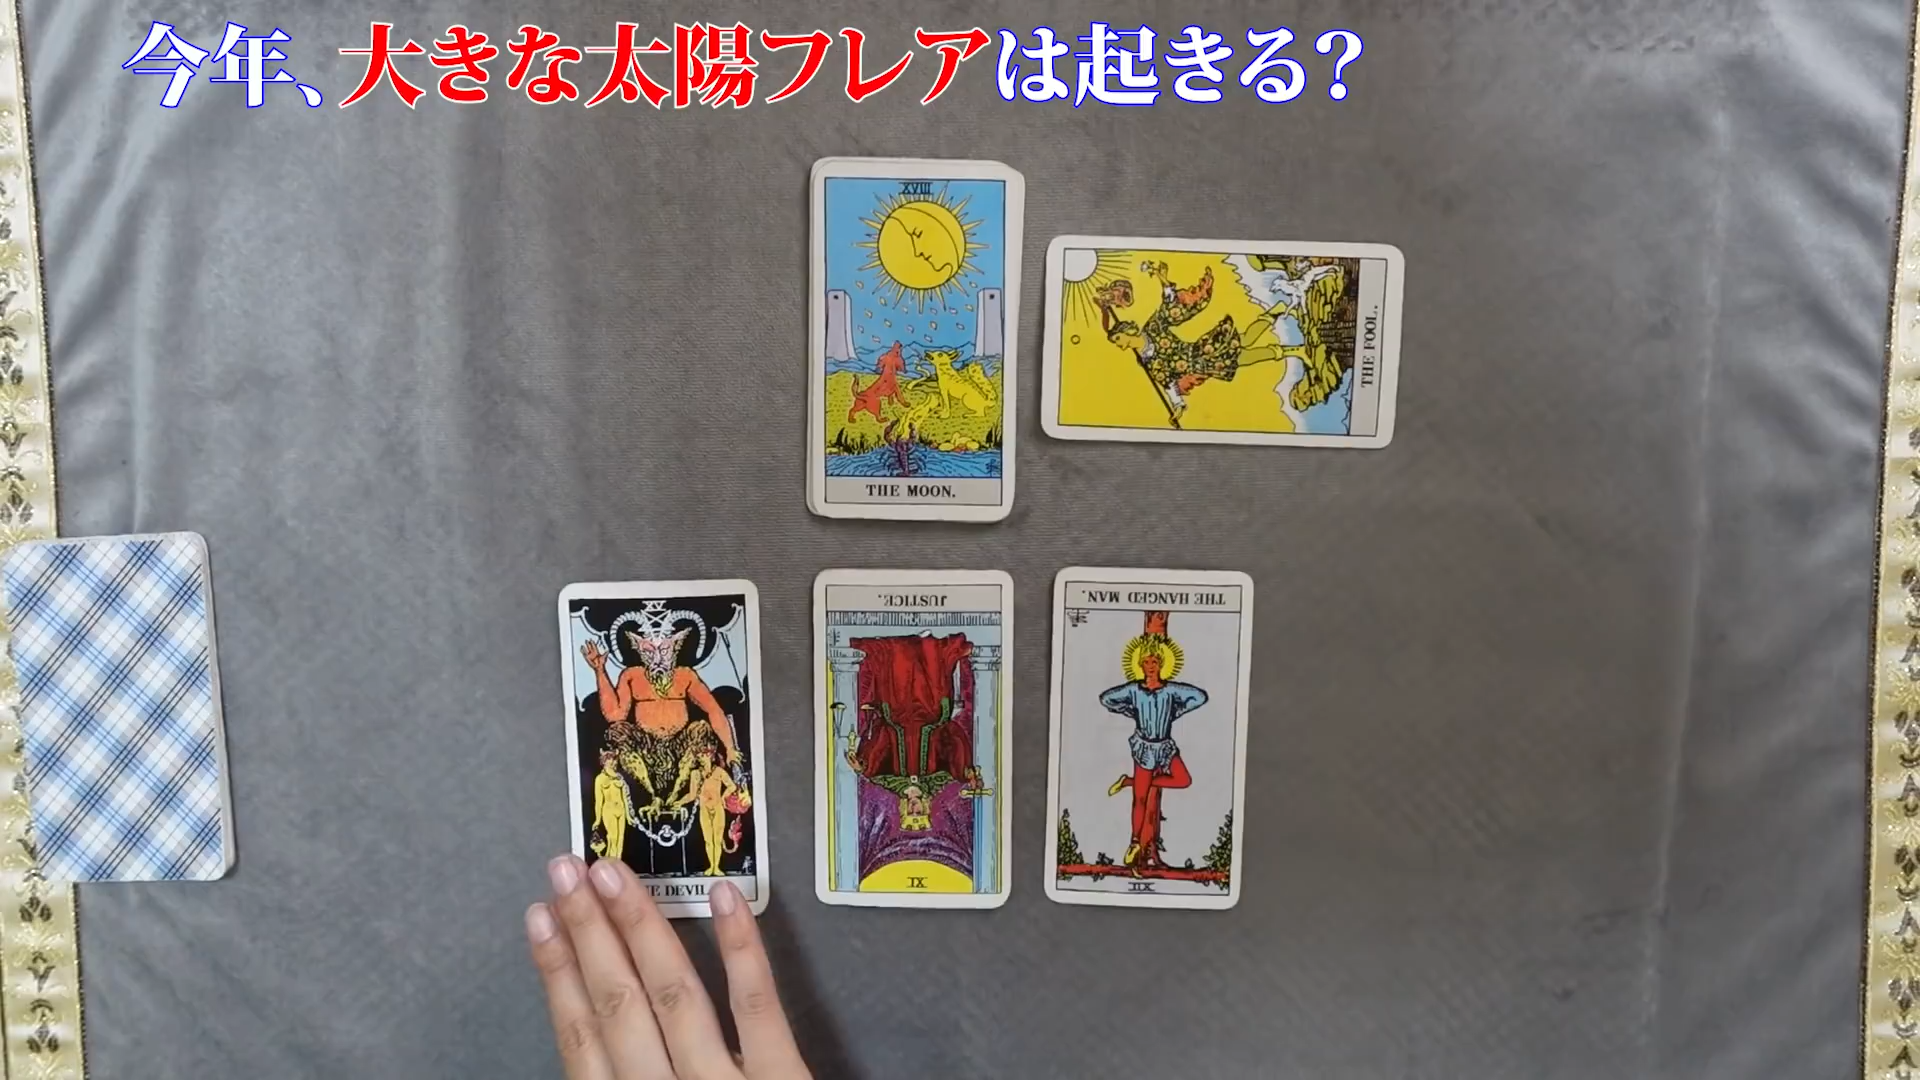 今年、大きな太陽フレアは起きる？
XVIII
THE MOON.
THE FOOL.
XV
THE DEVIL
JUSTICE.
XI
THE HANGED MAN.
XII